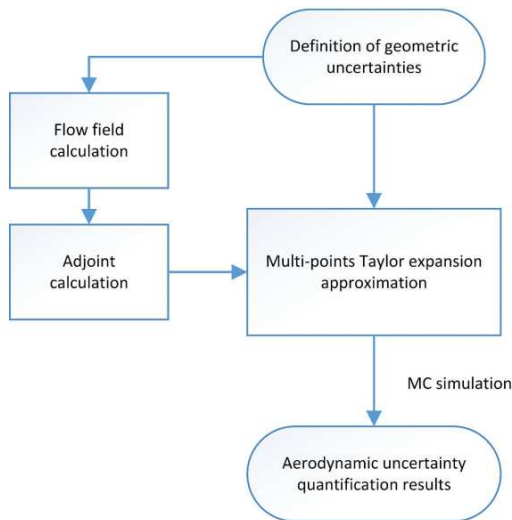 Definition of geometric
uncertainties
Flow field
calculation
Adjoint
calculation
Multi-points Taylor expansion
approximation
MC simulation
Aerodynamic uncertainty
quantification results